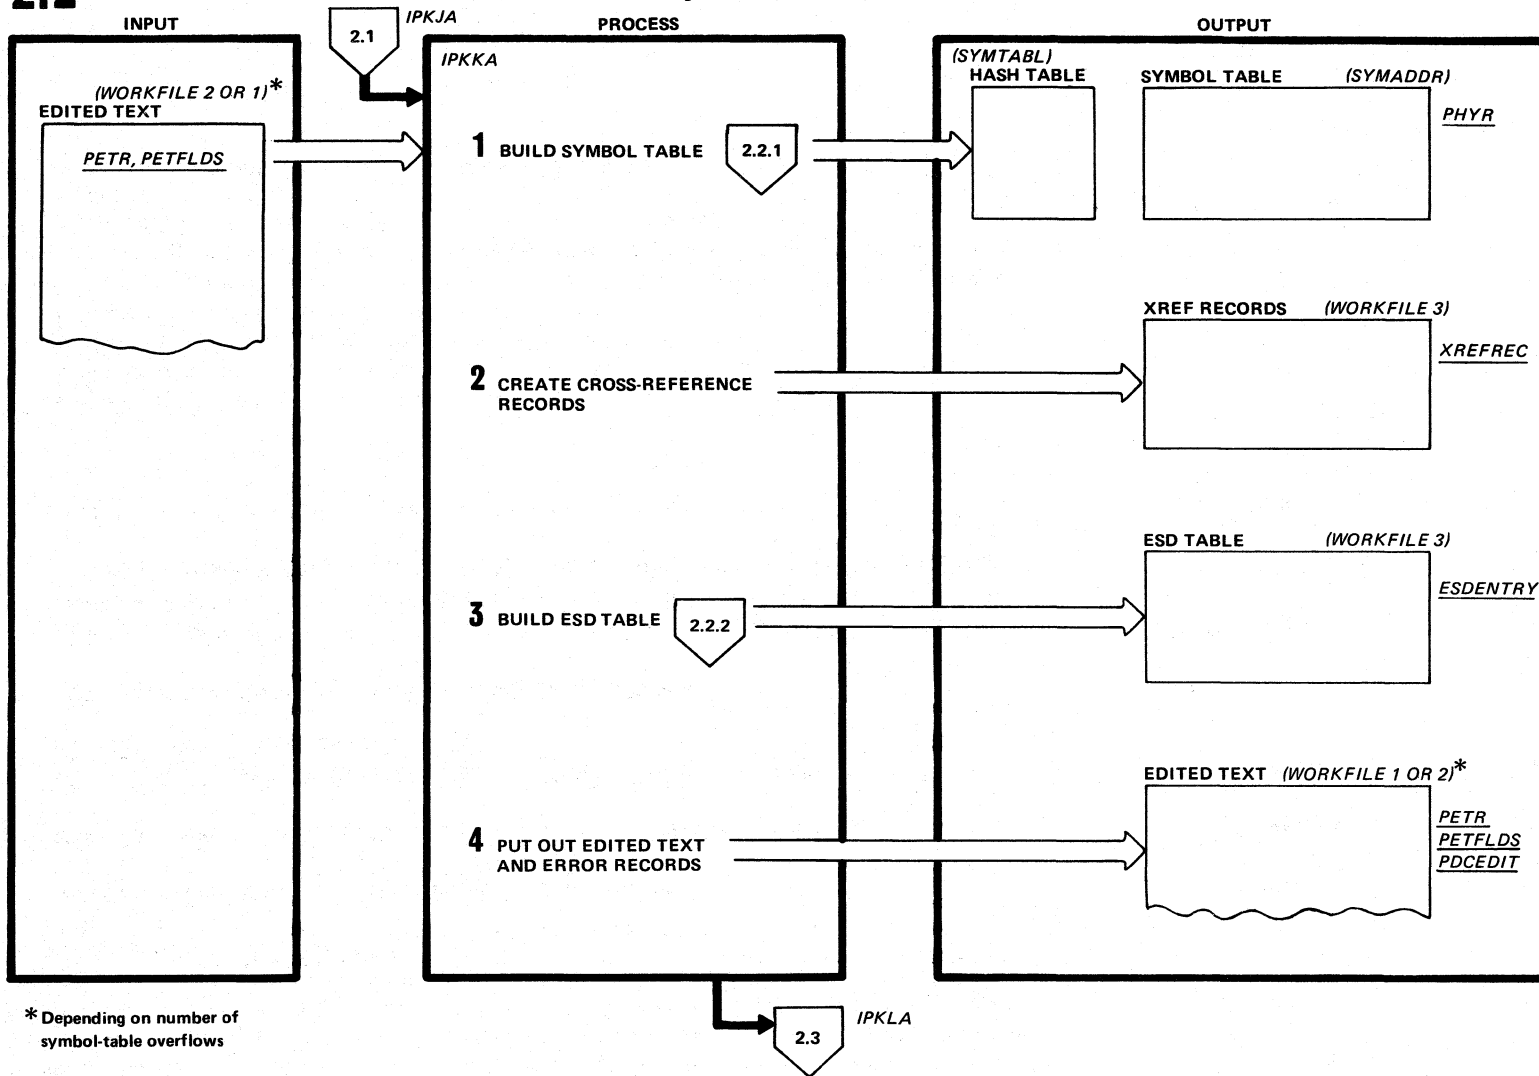 2.2
INPUT
IPKJA
2.1
PROCESS
OUTPUT
IPKKA
(WORKFILE 2 OR 1)*
EDITED TEXT
PETR, PETFLDS
1 BUILD SYMBOL TABLE
2.2.1
(SYMTABL)
HASH TABLE
SYMBOL TABLE (SYMADDR)
PHYR
2 CREATE CROSS-REFERENCE
RECORDS
XREF RECORDS (WORKFILE 3)
XREFREC
3 BUILD ESD TABLE
2.2.2
ESD TABLE (WORKFILE 3)
ESDENTRY
4 PUT OUT EDITED TEXT
AND ERROR RECORDS
EDITED TEXT (WORKFILE 1 OR 2)*
PETR
PETFLDS
PDCEDIT
* Depending on number of
symbol-table overflows
2.3
IPKLA